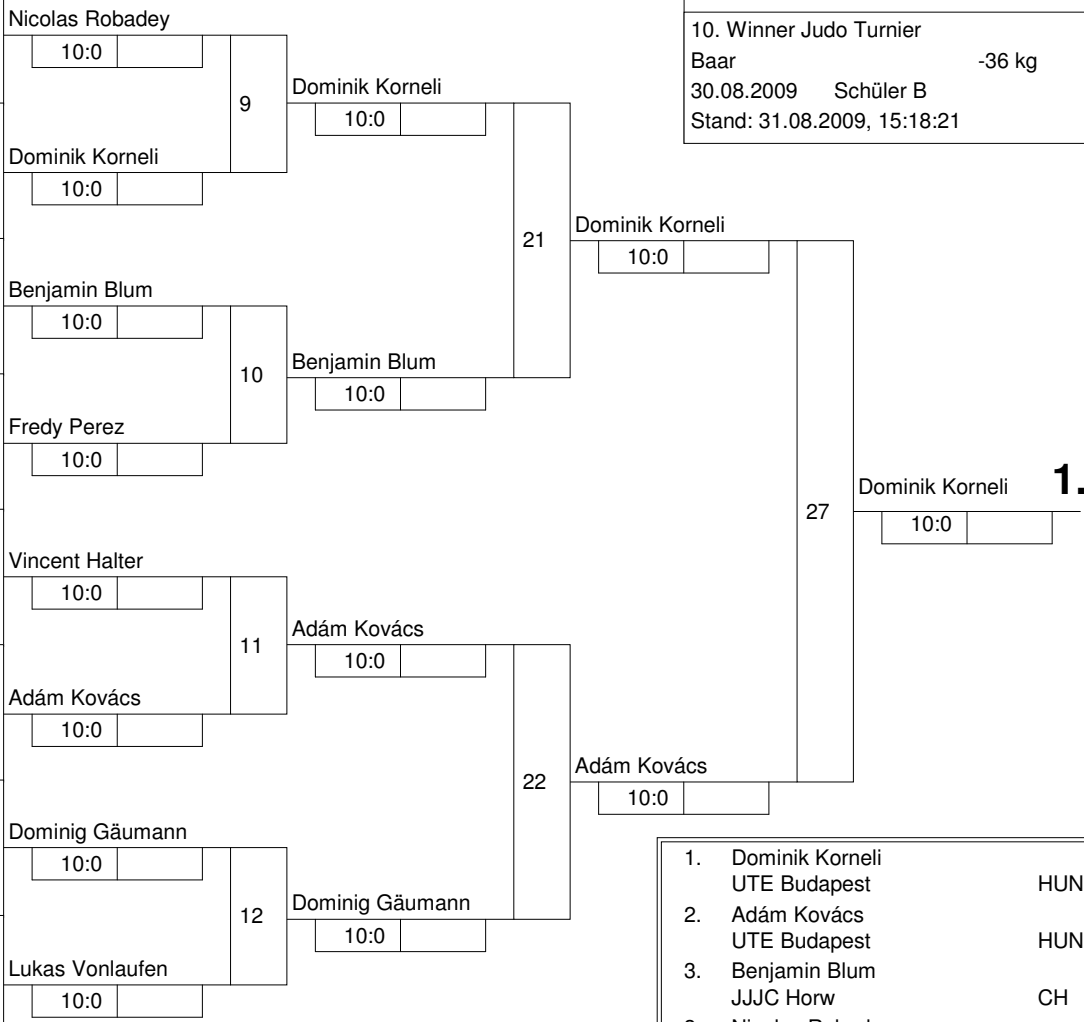 Nicolas Robadey
10:0
9
Dominik Korneli
10:0
Dominik Korneli
10:0
21
Dominik Korneli
10:0
Benjamin Blum
10:0
10
Benjamin Blum
10:0
Fredy Perez
10:0
27
Dominik Korneli 1.
10:0
Vincent Halter
10:0
11
Adám Kovács
10:0
Adám Kovács
10:0
22
Adám Kovács
10:0
Dominig Gäumann
10:0
12
Dominig Gäumann
10:0
Lukas Vonlaufen
10:0
10. Winner Judo Turnier
Baar -36 kg
30.08.2009 Schüler B
Stand: 31.08.2009, 15:18:21
1. Dominik Korneli
UTE Budapest HUN
2. Adám Kovács
UTE Budapest HUN
3. Benjamin Blum
JJJC Horw CH